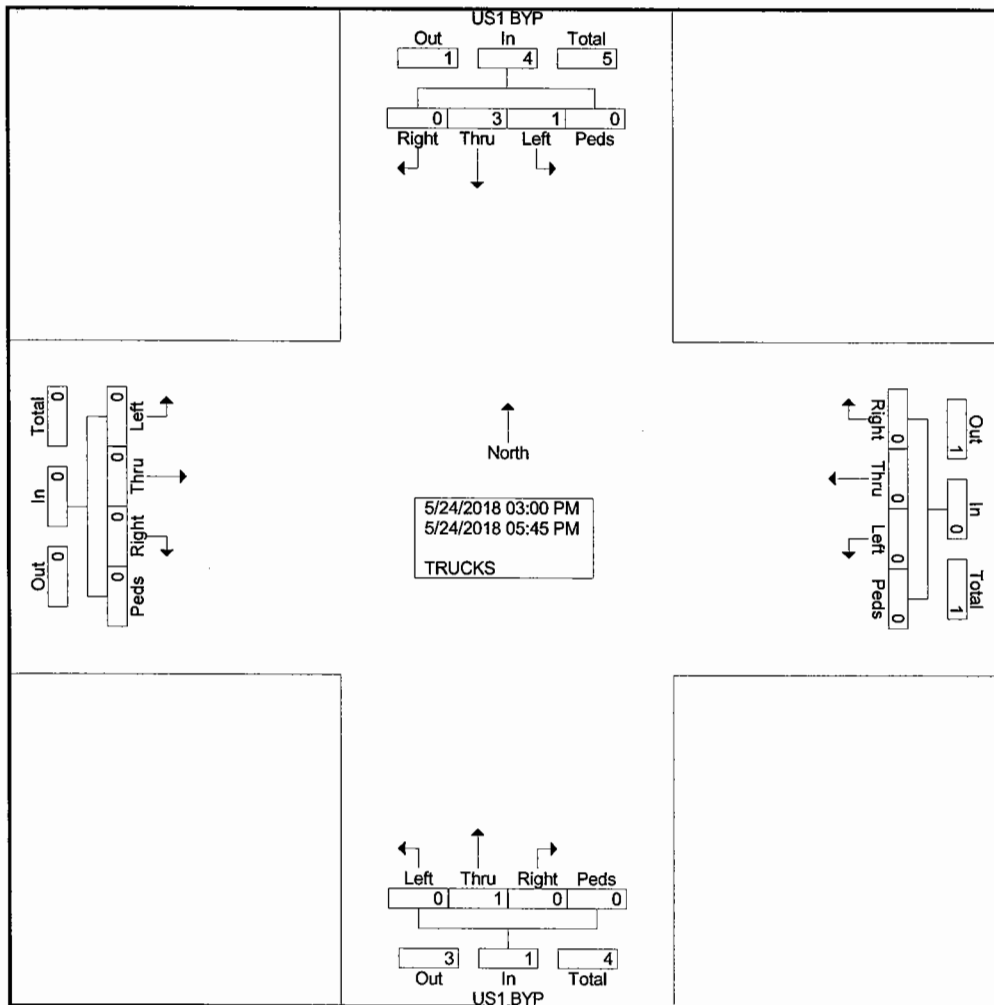 US1 BYP
Out In Total
1 4 5
0 3 1 0
Right Thru Left Peds
Total In Out
0 0 0
0 0 0 0
Left Thru Right Peds
North
5/24/2018 03:00 PM
5/24/2018 05:45 PM
TRUCKS
Out In Total
1 0 1
0 0 0 0
Right Thru Left Peds
Left Thru Right Peds
0 1 0 0
3 1 4
Out In Total
US1 BYP